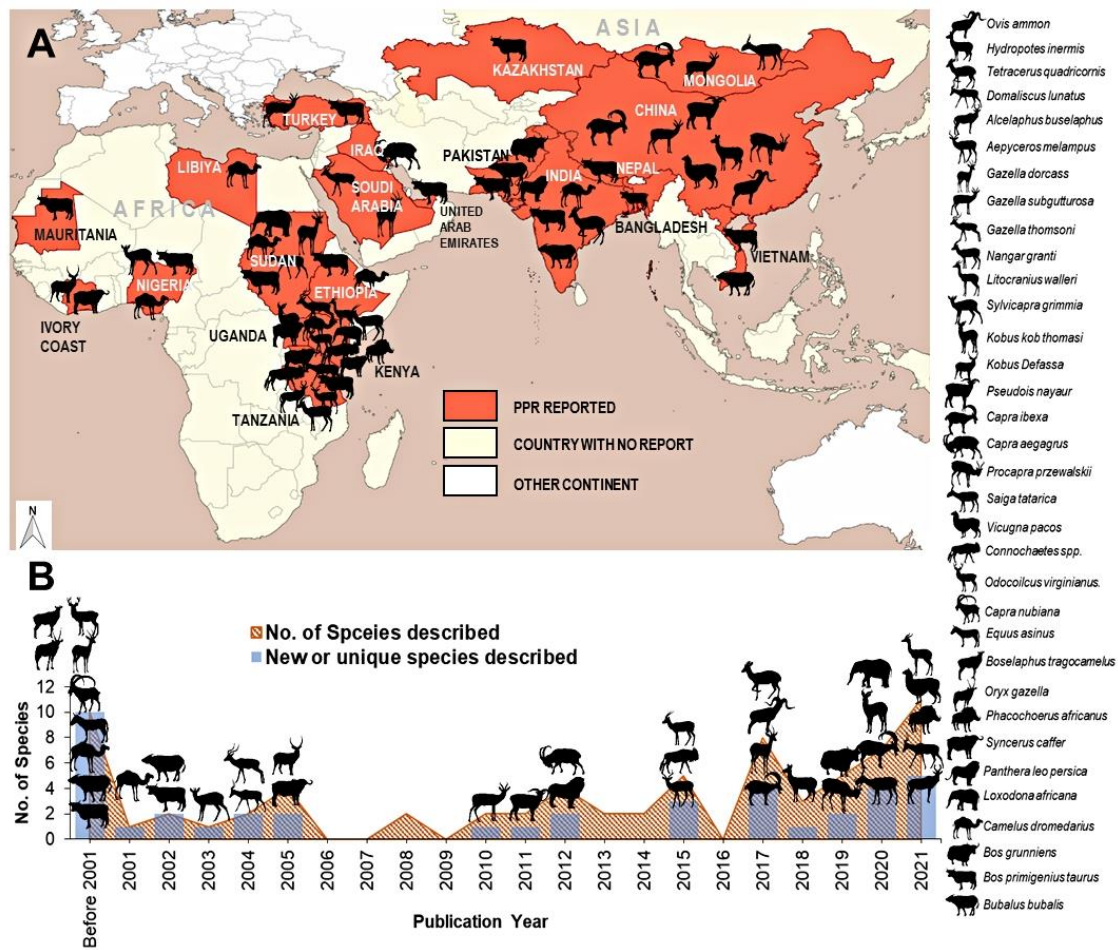 A
ASIA
KAZAKHSTAN
MONGOLIA
CHINA
TURKEY
IRAQ
PAKISTAN
NEPAL
INDIA
LIBIYA
SOUDI
ARABIA
UNITED
ARAB
EMIRATES
BANGLADESH
VIETNAM
AFRICA
MAURITANIA
NIGERIA
SUDAN
ETHIOPIA
IVORY
COAST
UGANDA
KENYA
TANZANIA
PPR REPORTED
COUNTRY WITH NO REPORT
OTHER CONTINENT
N
Ovis ammon
Hydropotes inermis
Tetracerus quadricornis
Domaliscus lunatus
Alcelaphus buselaphus
Aepyceros melampus
Gazella dorcass
Gazella subgutturosa
Gazella thomsoni
Nangar granti
Litocranius walleri
Sylvicapra grimmia
Kobus kob thomasi
Kobus Defassa
Pseudois nayaur
Capra ibexa
Capra aegagrus
Procapra przewalskii
Saiga tatarica
Vicugna pacos
Connochaetes spp.
Odocoilcus virginianus.
Capra nubiana
Equus asinus
Boselaphus tragocamelus
Oryx gazella
Phacochoerus africanus
Syncerus caffer
Panthera leo persica
Loxodona africana
Camelus dromedarius
Bos grunniens
Bos primigenius taurus
Bubalus bubalis
B
No. of Spceies described
New or unique species described
No. of Species
12
10
8
6
4
2
0
Before 2001
2001
2002
2003
2004
2005
2006
2007
2008
2009
2010
2011
2012
2013
2014
2015
2016
2017
2018
2019
2020
2021
Publication Year